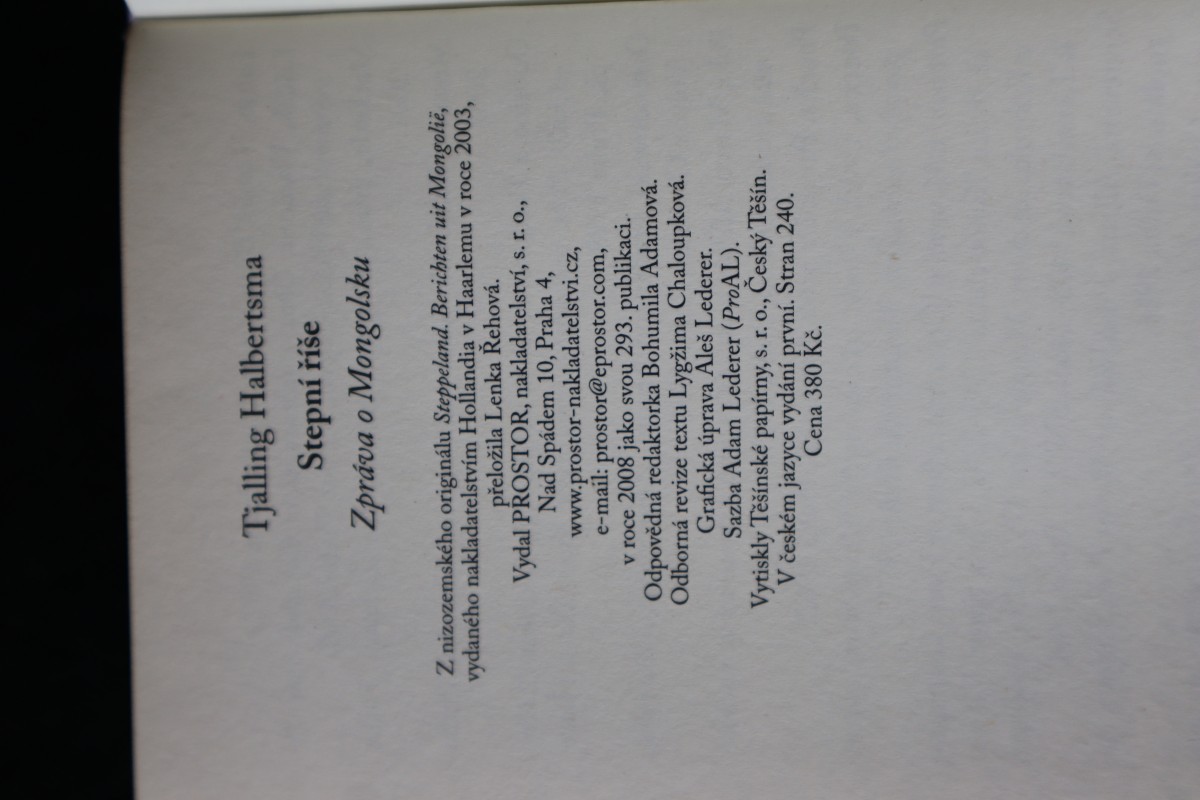 Tjalling Halbertsma
Stepní říše
Zpráva o Mongolsku
Z nizozemského originálu Steppeland. Berichten uit Mongolië,
vydaného nakladatelstvím Hollandia v Haarlemu v roce 2003,
přeložila Lenka Řehová.
Vydal PROSTOR, nakladatelství, s. r. o.,
Nad Spádem 10, Praha 4,
www.prostor-nakladatelstvi.cz,
e-mail: prostor@eprostor.com,
v roce 2008 jako svou 293. publikaci.
Odpovědná redaktorka Bohumila Adamová.
Odborná revize textu Lygžima Chaloupková.
Grafická úprava Aleš Lederer.
Sazba Adam Lederer (ProAL).
Vytiskly Těšínské papírny, s. r. o., Český Těšín.
V českém jazyce vydání první. Stran 240.
Cena 380 Kč.